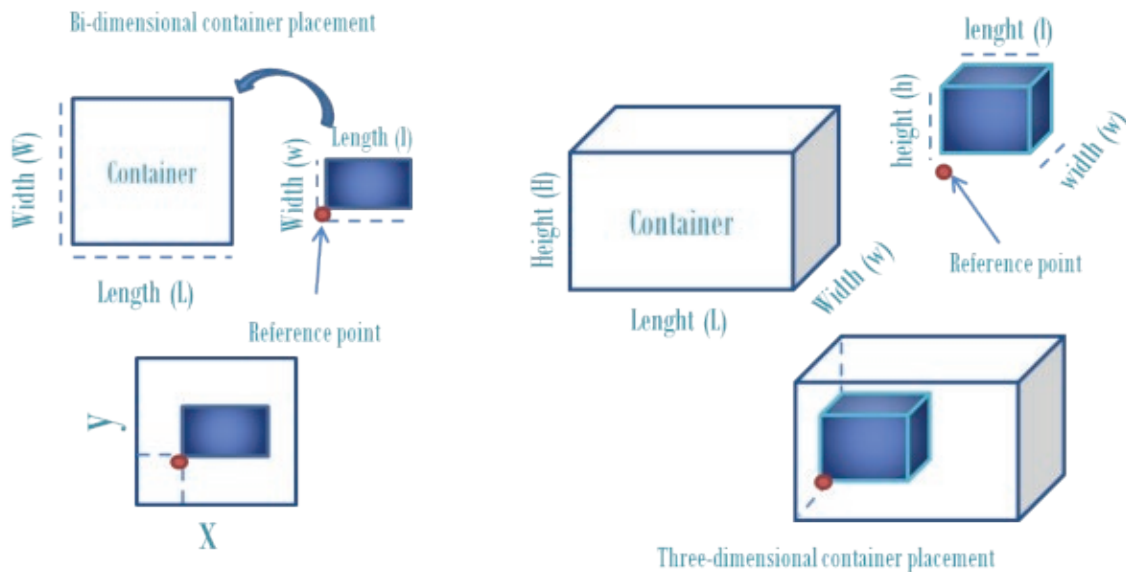 Bi-dimensional container placement
Width (W)
Container
Length (L)
Width (w)
Length (l)
Reference point
y
X
lenght (l)
height (h)
width (w)
Reference point
Height (H)
Container
Width (w)
Lenght (L)
Three-dimensional container placement